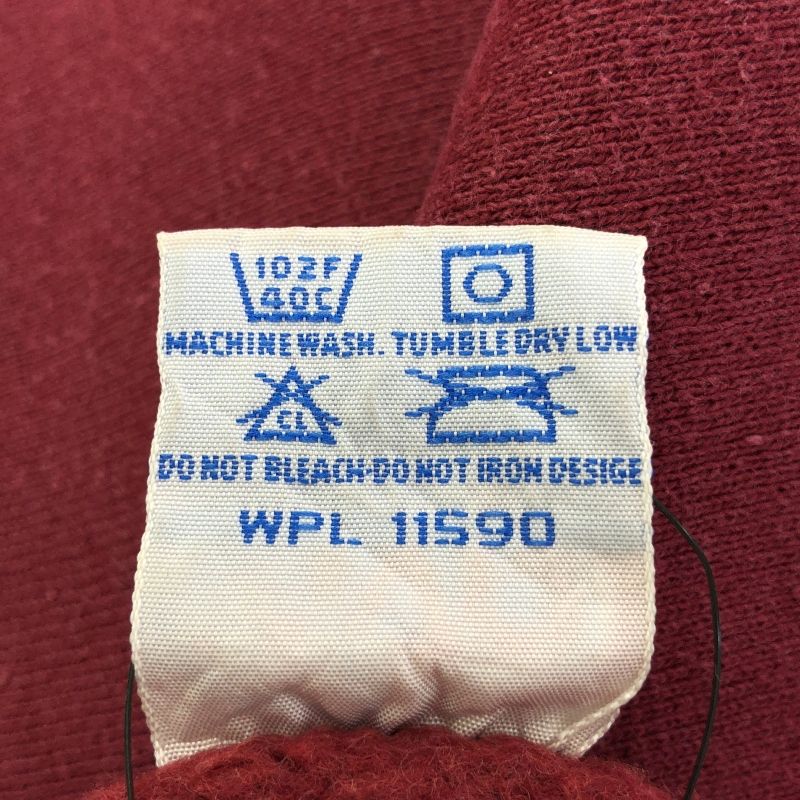 102F
40C
MACHINE WASH. TUMBLE DRY LOW
CL
DO NOT BLEACH·DO NOT IRON DESIGE
WPL 11590